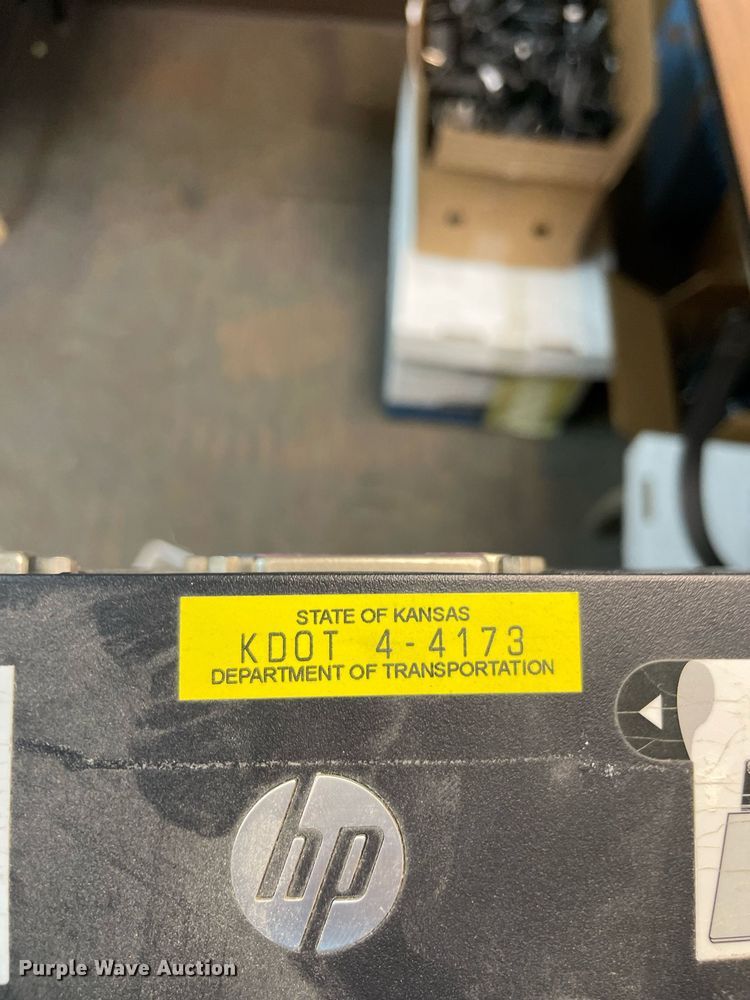 STATE OF KANSAS
KDOT 4-4173
DEPARTMENT OF TRANSPORTATION
hp
Purple Wave Auction